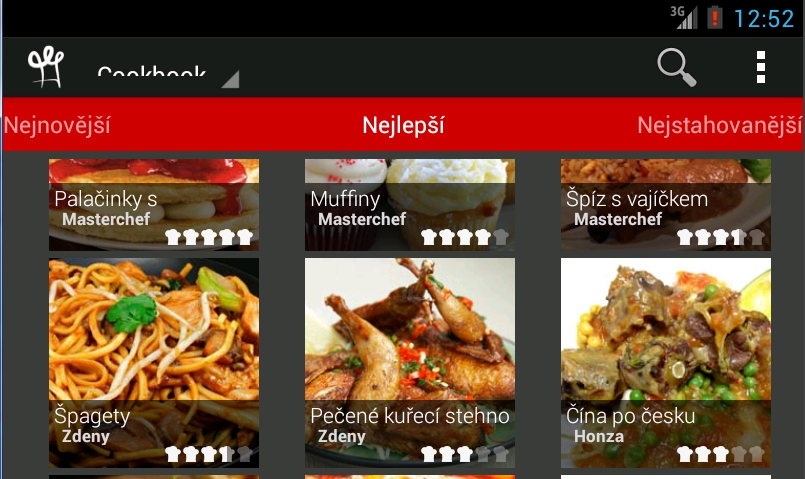 3G 12:52
Cookbook
Nejnovější Nejlepší Nejstahovanější
Palačinky s Muffiny Špíz s vajíčkem
Masterchef Masterchef Masterchef
Špagety Pečené kuřecí stehno Čína po česku
Zdeny Zdeny Honza